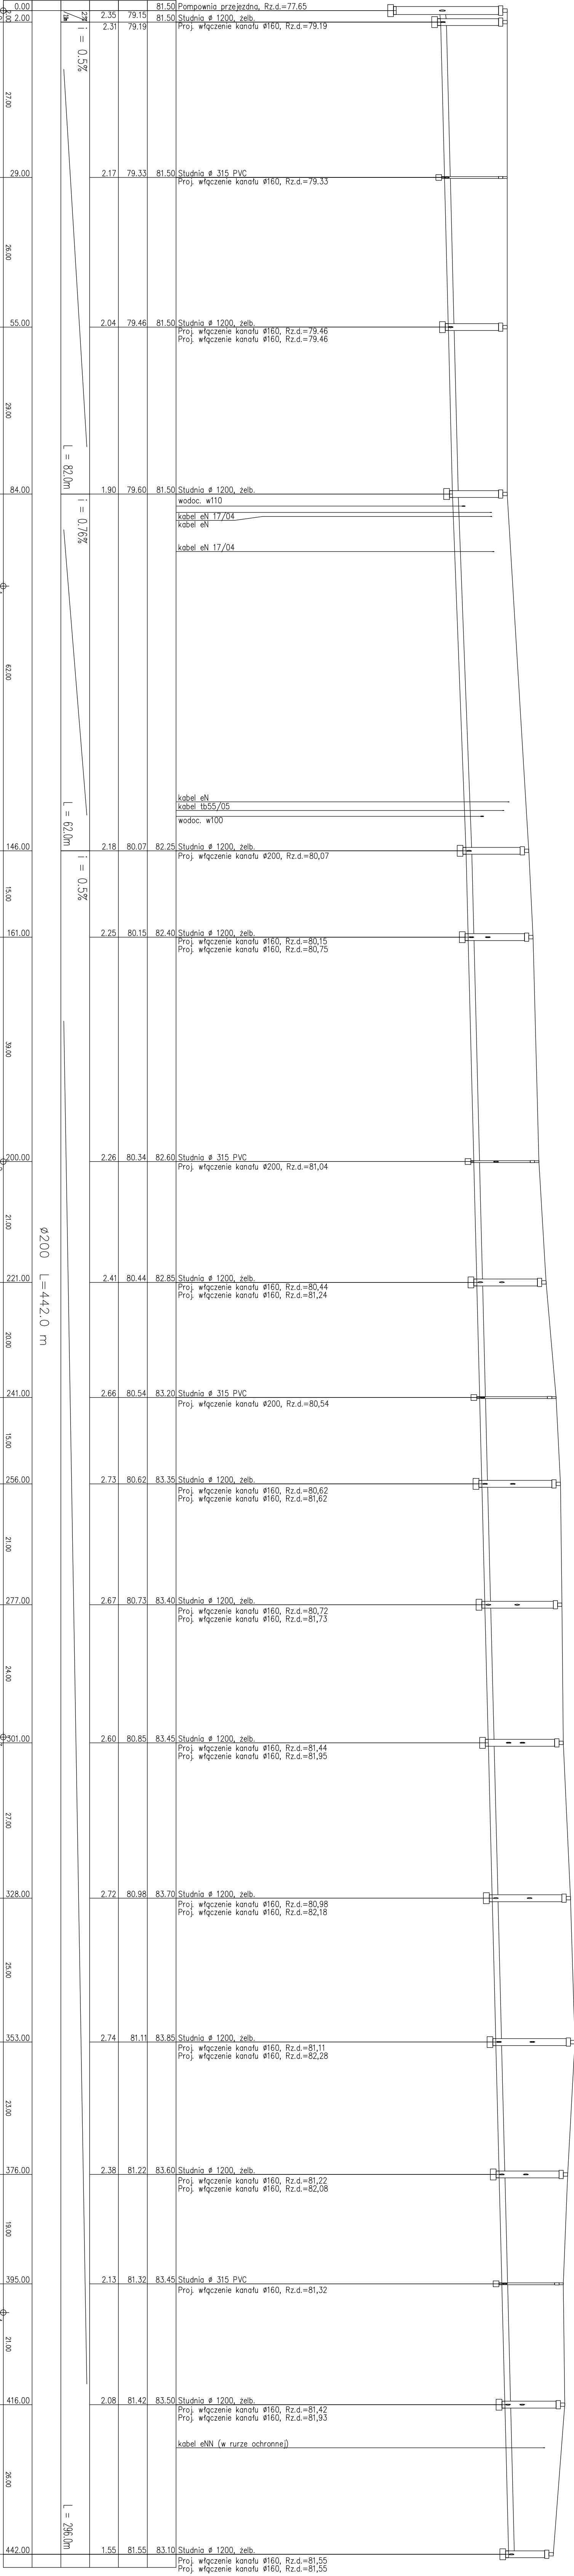 0.00 81.50 Pompownia przejezdna, Rz.d.=77.65
2.00
2.00 2% 2.35 79.15 81.50 Studnia ø 1200, żelb.
2.31 79.19 Proj. włączenie kanału ø160, Rz.d.=79.19
i = 0.5%
27.00
29.00 2.17 79.33 81.50 Studnia ø 315 PVC
Proj. włączenie kanału ø160, Rz.d.=79.33
26.00
55.00 2.04 79.46 81.50 Studnia ø 1200, żelb.
Proj. włączenie kanału ø160, Rz.d.=79.46
Proj. włączenie kanału ø160, Rz.d.=79.46
29.00
L = 82.0m
84.00 1.90 79.60 81.50 Studnia ø 1200, żelb.
i = 0.76%
wodoc. w110
kabel eN 17/04
kabel eN
kabel eN 17/04
62.00
kabel eN
kabel tb55/05
wodoc. w100
L = 62.0m
146.00 2.18 80.07 82.25 Studnia ø 1200, żelb.
Proj. włączenie kanału ø200, Rz.d.=80,07
i = 0.5%
15.00
161.00 2.25 80.15 82.40 Studnia ø 1200, żelb.
Proj. włączenie kanału ø160, Rz.d.=80,15
Proj. włączenie kanału ø160, Rz.d.=80,75
39.00
200.00 2.26 80.34 82.60 Studnia ø 315 PVC
Proj. włączenie kanału ø200, Rz.d.=81,04
21.00
ø200 L=442.0 m
221.00 2.41 80.44 82.85 Studnia ø 1200, żelb.
Proj. włączenie kanału ø160, Rz.d.=80,44
Proj. włączenie kanału ø160, Rz.d.=81,24
20.00
241.00 2.66 80.54 83.20 Studnia ø 315 PVC
Proj. włączenie kanału ø200, Rz.d.=80,54
15.00
256.00 2.73 80.62 83.35 Studnia ø 1200, żelb.
Proj. włączenie kanału ø160, Rz.d.=80,62
Proj. włączenie kanału ø160, Rz.d.=81,62
21.00
277.00 2.67 80.73 83.40 Studnia ø 1200, żelb.
Proj. włączenie kanału ø160, Rz.d.=80,72
Proj. włączenie kanału ø160, Rz.d.=81,73
24.00
301.00 2.60 80.85 83.45 Studnia ø 1200, żelb.
Proj. włączenie kanału ø160, Rz.d.=81,44
Proj. włączenie kanału ø160, Rz.d.=81,95
27.00
328.00 2.72 80.98 83.70 Studnia ø 1200, żelb.
Proj. włączenie kanału ø160, Rz.d.=80,98
Proj. włączenie kanału ø160, Rz.d.=82,18
25.00
353.00 2.74 81.11 83.85 Studnia ø 1200, żelb.
Proj. włączenie kanału ø160, Rz.d.=81,11
Proj. włączenie kanału ø160, Rz.d.=82,28
23.00
376.00 2.38 81.22 83.60 Studnia ø 1200, żelb.
Proj. włączenie kanału ø160, Rz.d.=81,22
Proj. włączenie kanału ø160, Rz.d.=82,08
19.00
395.00 2.13 81.32 83.45 Studnia ø 315 PVC
Proj. włączenie kanału ø160, Rz.d.=81,32
21.00
416.00 2.08 81.42 83.50 Studnia ø 1200, żelb.
Proj. włączenie kanału ø160, Rz.d.=81,42
Proj. włączenie kanału ø160, Rz.d.=81,93
kabel eNN (w rurze ochronnej)
26.00
L = 296.0m
442.00 1.55 81.55 83.10 Studnia ø 1200, żelb.
Proj. włączenie kanału ø160, Rz.d.=81,55
Proj. włączenie kanału ø160, Rz.d.=81,55